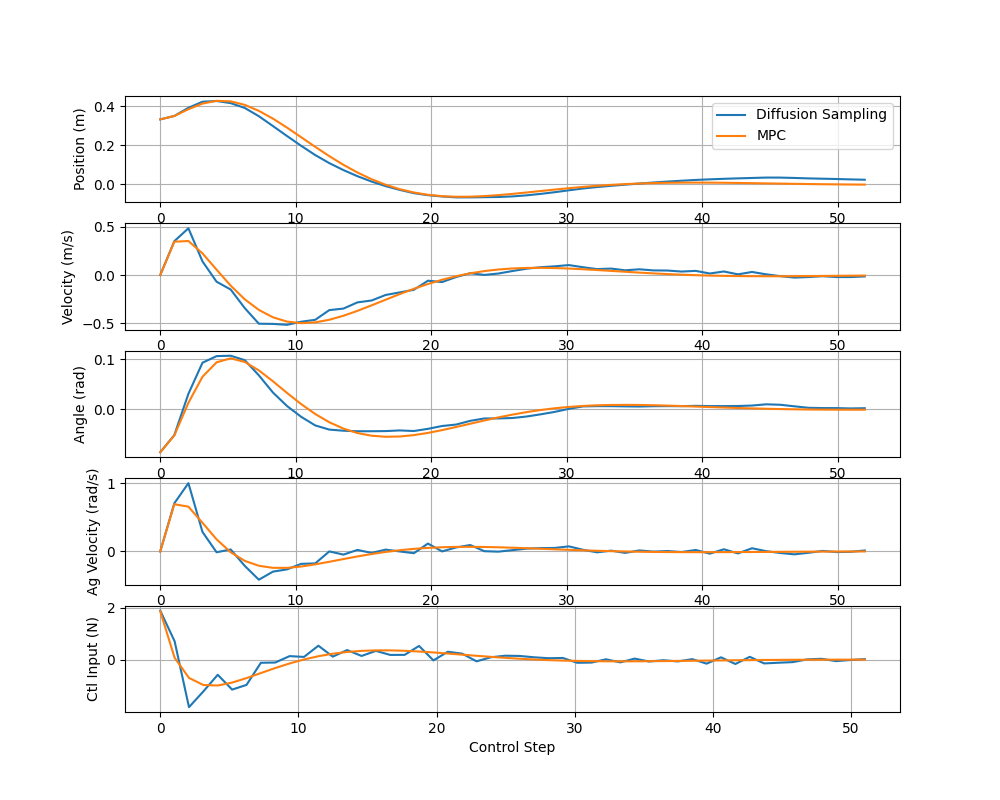 Position (m)
0.4
0.2
0.0
Diffusion Sampling
MPC
0 10 20 30 40 50
Velocity (m/s)
0.5
0.0
−0.5
0 10 20 30 40 50
Angle (rad)
0.1
0.0
0 10 20 30 40 50
Ag Velocity (rad/s)
1
0
0 10 20 30 40 50
Ctl Input (N)
2
0
0 10 20 30 40 50
Control Step